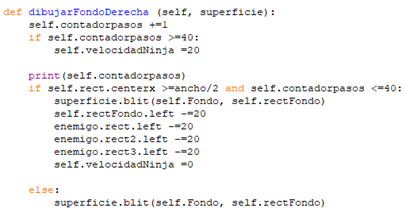 def dibujarFondoDerecha (self, superficie):
    self.contadorpasos +=1
    if self.contadorpasos >=40:
        self.velocidadNinja =20

    print(self.contadorpasos)
    if self.rect.centerx >=ancho/2 and self.contadorpasos <=40:
        superficie.blit(self.Fondo, self.rectFondo)
        self.rectFondo.left -=20
        enemigo.rect.left -=20
        enemigo.rect2.left -=20
        enemigo.rect3.left -=20
        self.velocidadNinja =0

    else:
        superficie.blit(self.Fondo, self.rectFondo)